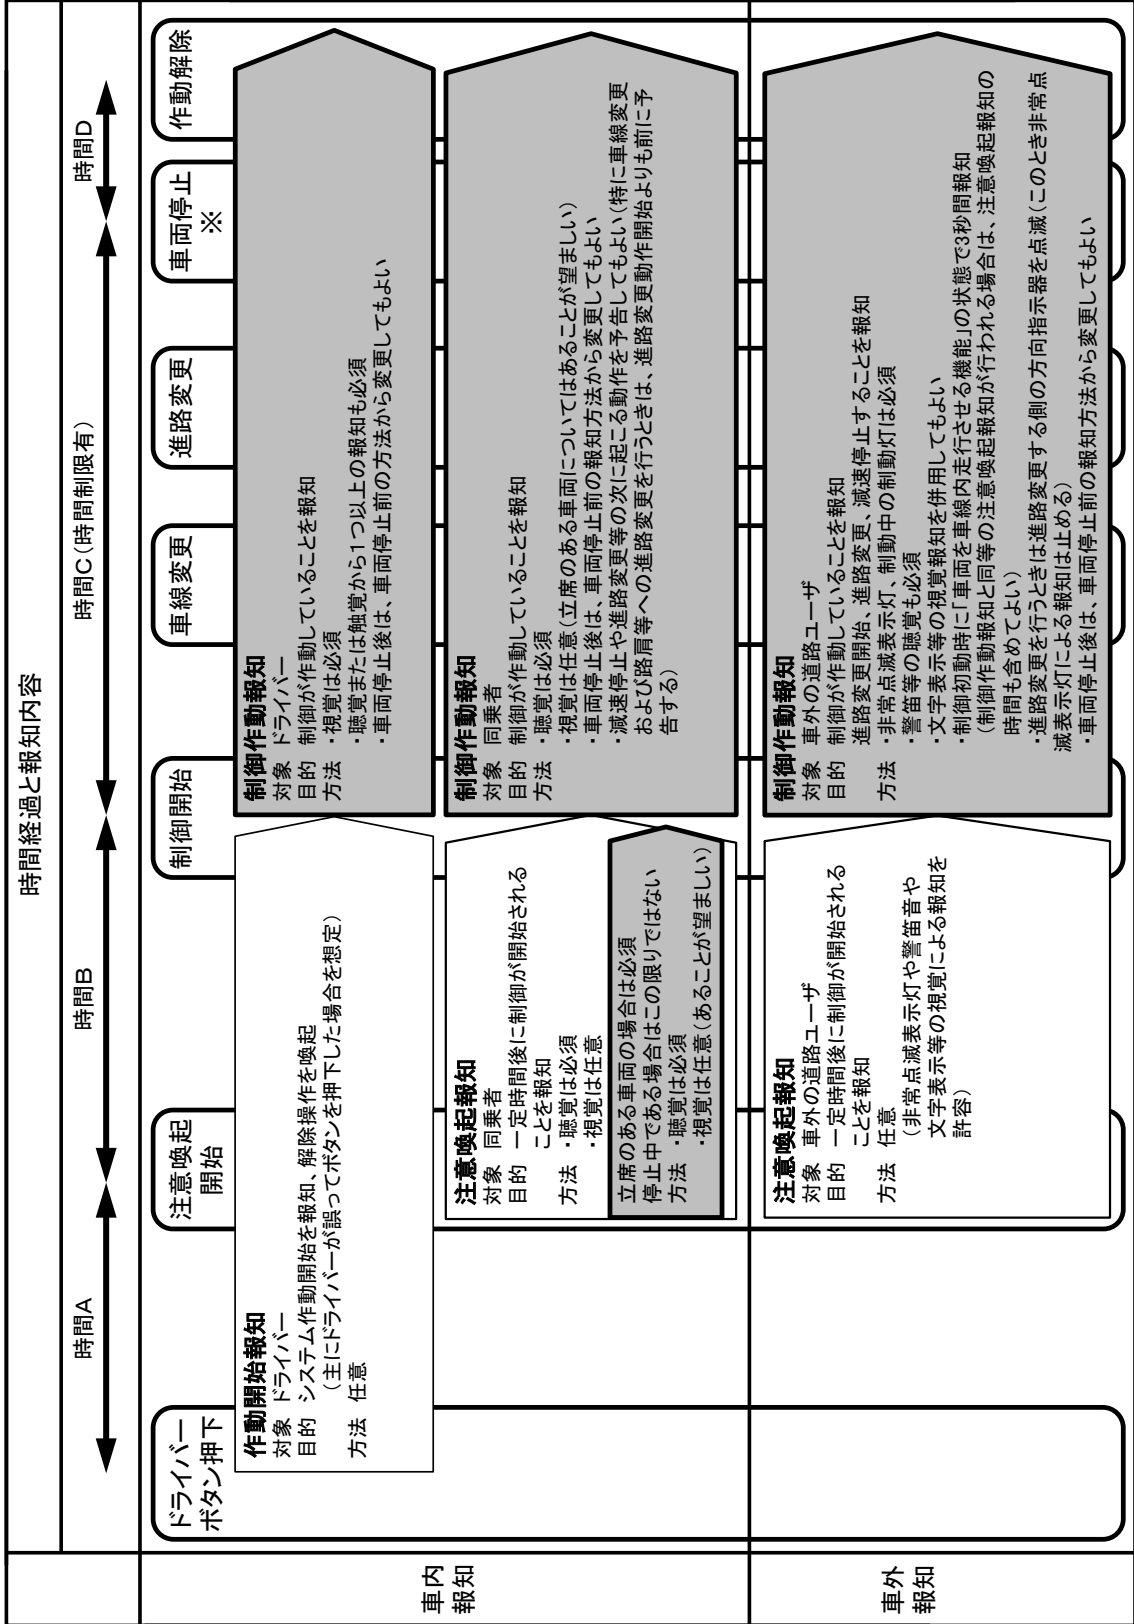 時間経過と報知内容
時間A
時間B
時間C(時間制限有)
時間D
ドライバー
ボタン押下
注意喚起
開始
制御開始
車線変更
進路変更
車両停止
※
作動解除
車内
報知
作動開始報知
対象 ドライバー
目的 システム作動開始を報知、解除操作を喚起
(主にドライバーが誤ってボタンを押下した場合を想定)
方法 任意
制御作動報知
対象 ドライバー
目的 制御が作動していることを報知
方法 ・視覚は必須
・聴覚または触覚から1つ以上の報知も必須
・車両停止後は、車両停止前の方法から変更してもよい
注意喚起報知
対象 同乗者
目的 一定時間後に制御が開始される
ことを報知
方法 ・聴覚は必須
・視覚は任意
立席のある車両の場合は必須
停止中である場合はこの限りではない
方法 ・聴覚は必須
・視覚は任意(あることが望ましい)
制御作動報知
対象 同乗者
目的 制御が作動していることを報知
方法 ・聴覚は必須
・視覚は任意(立席のある車両についてはあることが望ましい)
・車両停止後は、車両停止前の報知方法から変更してもよい
・減速停止や進路変更等の次に起こる動作を予告してもよい(特に車線変更
および路肩等への進路変更を行うときは、進路変更動作開始よりも前に予
告する)
車外
報知
注意喚起報知
対象 車外の道路ユーザ
目的 一定時間後に制御が開始される
ことを報知
方法 任意
(非常点滅表示灯や警笛音や
文字表示等の視覚による報知を
許容)
制御作動報知
対象 車外の道路ユーザ
目的 制御が作動していることを報知
進路変更開始、進路変更、減速停止することを報知
方法 ・非常点滅表示灯、制動中の制動灯は必須
・警笛等の聴覚も必須
・文字表示等の視覚報知を併用してもよい
・制御初動時に「車両を車線内走行させる機能」の状態で3秒間報知
(制御作動報知と同等の注意喚起報知が行われる場合は、注意喚起報知の
時間も含めてよい)
・進路変更を行うときは進路変更する側の方向指示器を点滅(このとき非常点
滅表示灯による報知は止める)
・車両停止後は、車両停止前の報知方法から変更してもよい